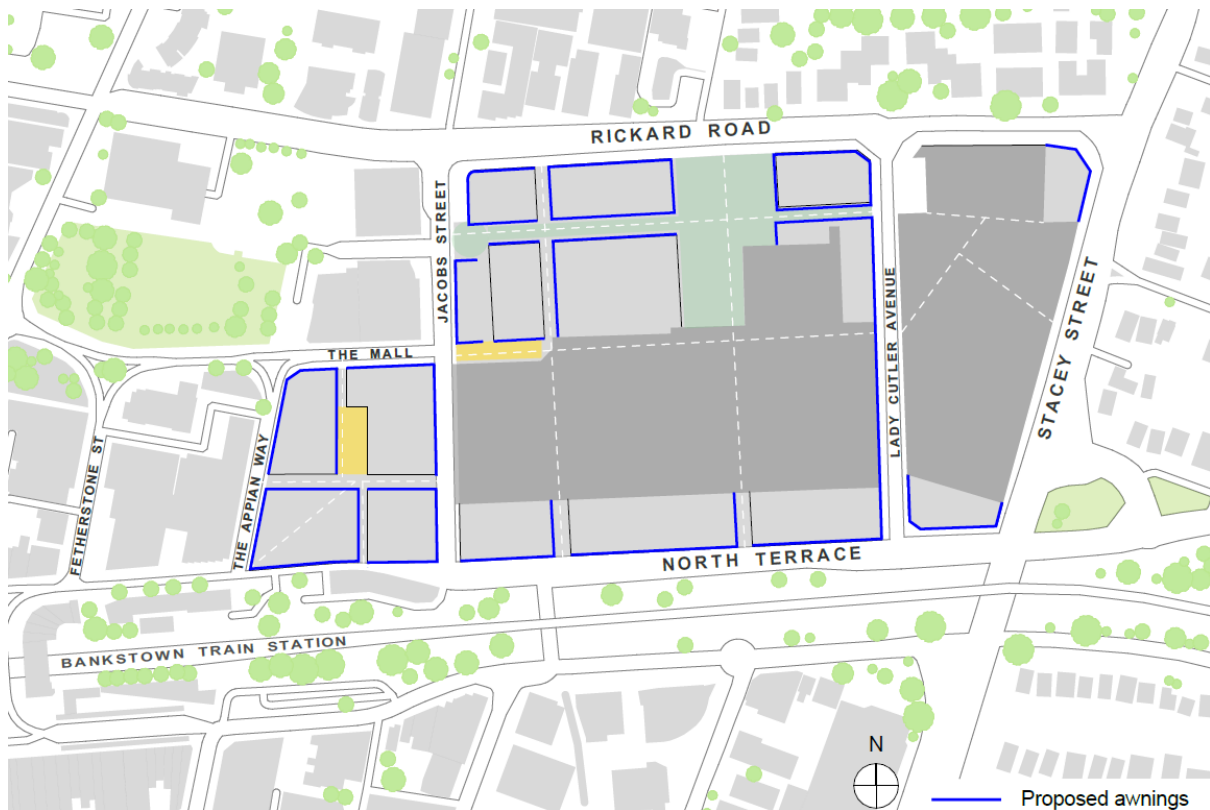 RICKARD ROAD
JACOBS STREET
LADY CUTLER AVENUE
STACEY STREET
THE MALL
THE APPIAN WAY
FETHERSTONE ST
NORTH TERRACE
BANKSTOWN TRAIN STATION
N
Proposed awnings